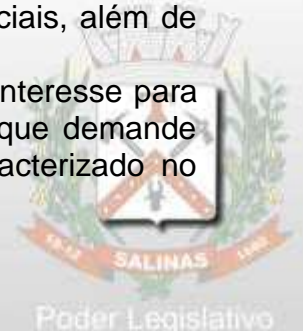 ciais, além de
nteresse para
que demande
acterizado no
SALINAS
Poder Legislativo